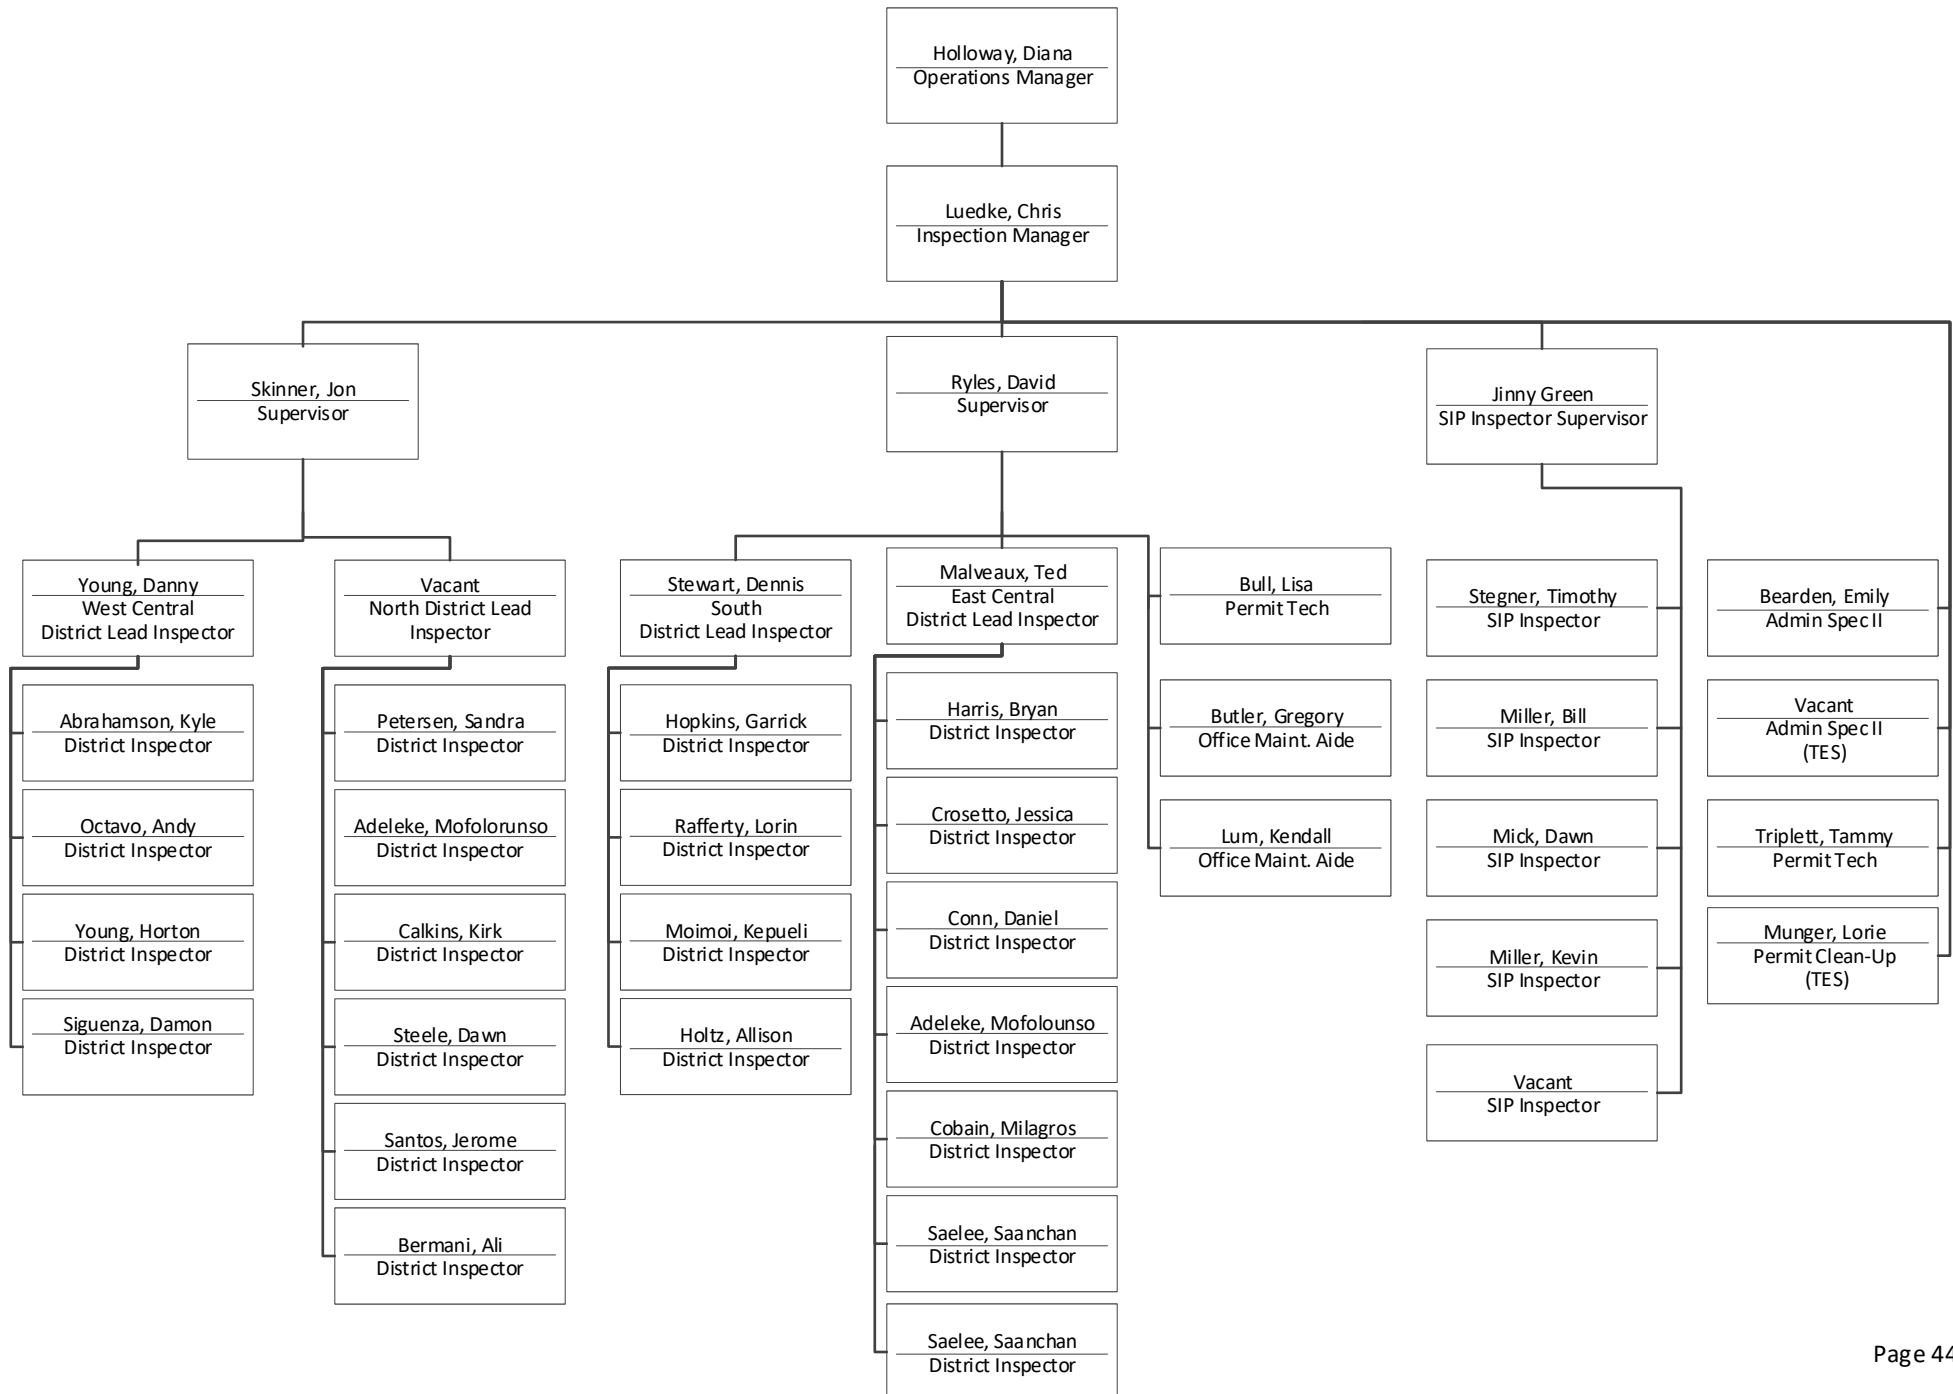 Holloway, Diana
Operations Manager
Luedke, Chris
Inspection Manager
Skinner, Jon
Supervisor
Ryles, David
Supervisor
Jinny Green
SIP Inspector Supervisor
Young, Danny
West Central
District Lead Inspector
Vacant
North District Lead
Inspector
Stewart, Dennis
South
District Lead Inspector
Malveaux, Ted
East Central
District Lead Inspector
Bull, Lisa
Permit Tech
Stegner, Timothy
SIP Inspector
Bearden, Emily
Admin Spec II
Abrahamson, Kyle
District Inspector
Petersen, Sandra
District Inspector
Hopkins, Garrick
District Inspector
Harris, Bryan
District Inspector
Butler, Gregory
Office Maint. Aide
Miller, Bill
SIP Inspector
Vacant
Admin Spec II
(TES)
Octavo, Andy
District Inspector
Adeleke, Mofolorunso
District Inspector
Rafferty, Lorin
District Inspector
Crosetto, Jessica
District Inspector
Lum, Kendall
Office Maint. Aide
Mick, Dawn
SIP Inspector
Triplett, Tammy
Permit Tech
Young, Horton
District Inspector
Calkins, Kirk
District Inspector
Moimoi, Kepueli
District Inspector
Conn, Daniel
District Inspector
Miller, Kevin
SIP Inspector
Munger, Lorie
Permit Clean-Up
(TES)
Siguenza, Damon
District Inspector
Steele, Dawn
District Inspector
Holtz, Allison
District Inspector
Adeleke, Mofolounso
District Inspector
Vacant
SIP Inspector
Santos, Jerome
District Inspector
Cobain, Milagros
District Inspector
Bermani, Ali
District Inspector
Saelee, Saanchan
District Inspector
Saelee, Saanchan
District Inspector
Page 44